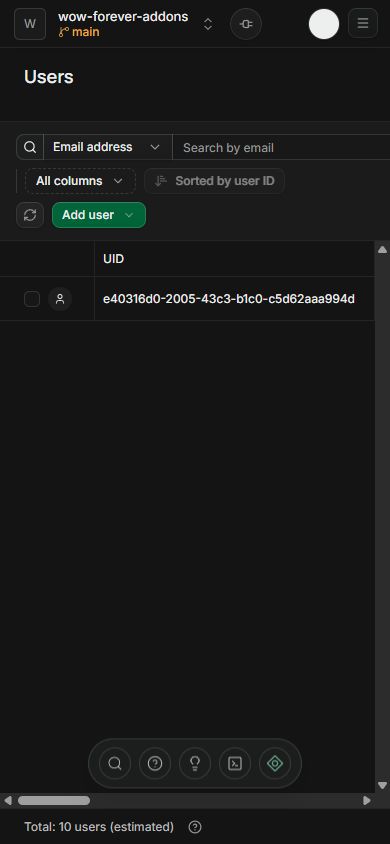 W
wow-forever-addons
main
Users
Email address
Search by email
All columns
Sorted by user ID
Add user
UID
e40316d0-2005-43c3-b1c0-c5d62aaa994d
Total: 10 users (estimated)